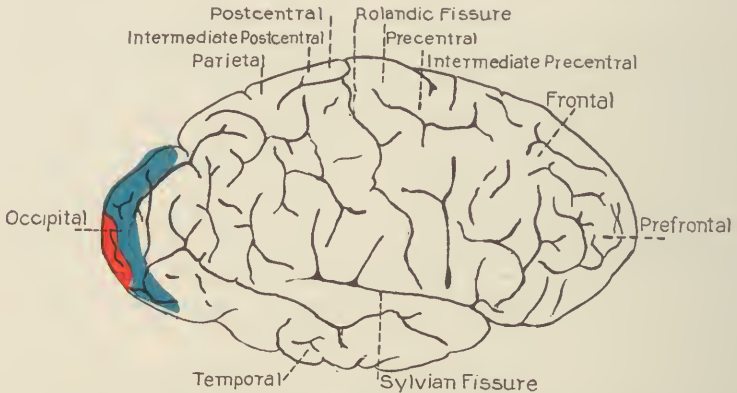 Postcentral
Rolandic Fissure
Intermediate Postcentral
Precentral
Parietal
Intermediate Precentral
Frontal
Occipital
Prefrontal
Temporal
Sylvian Fissure